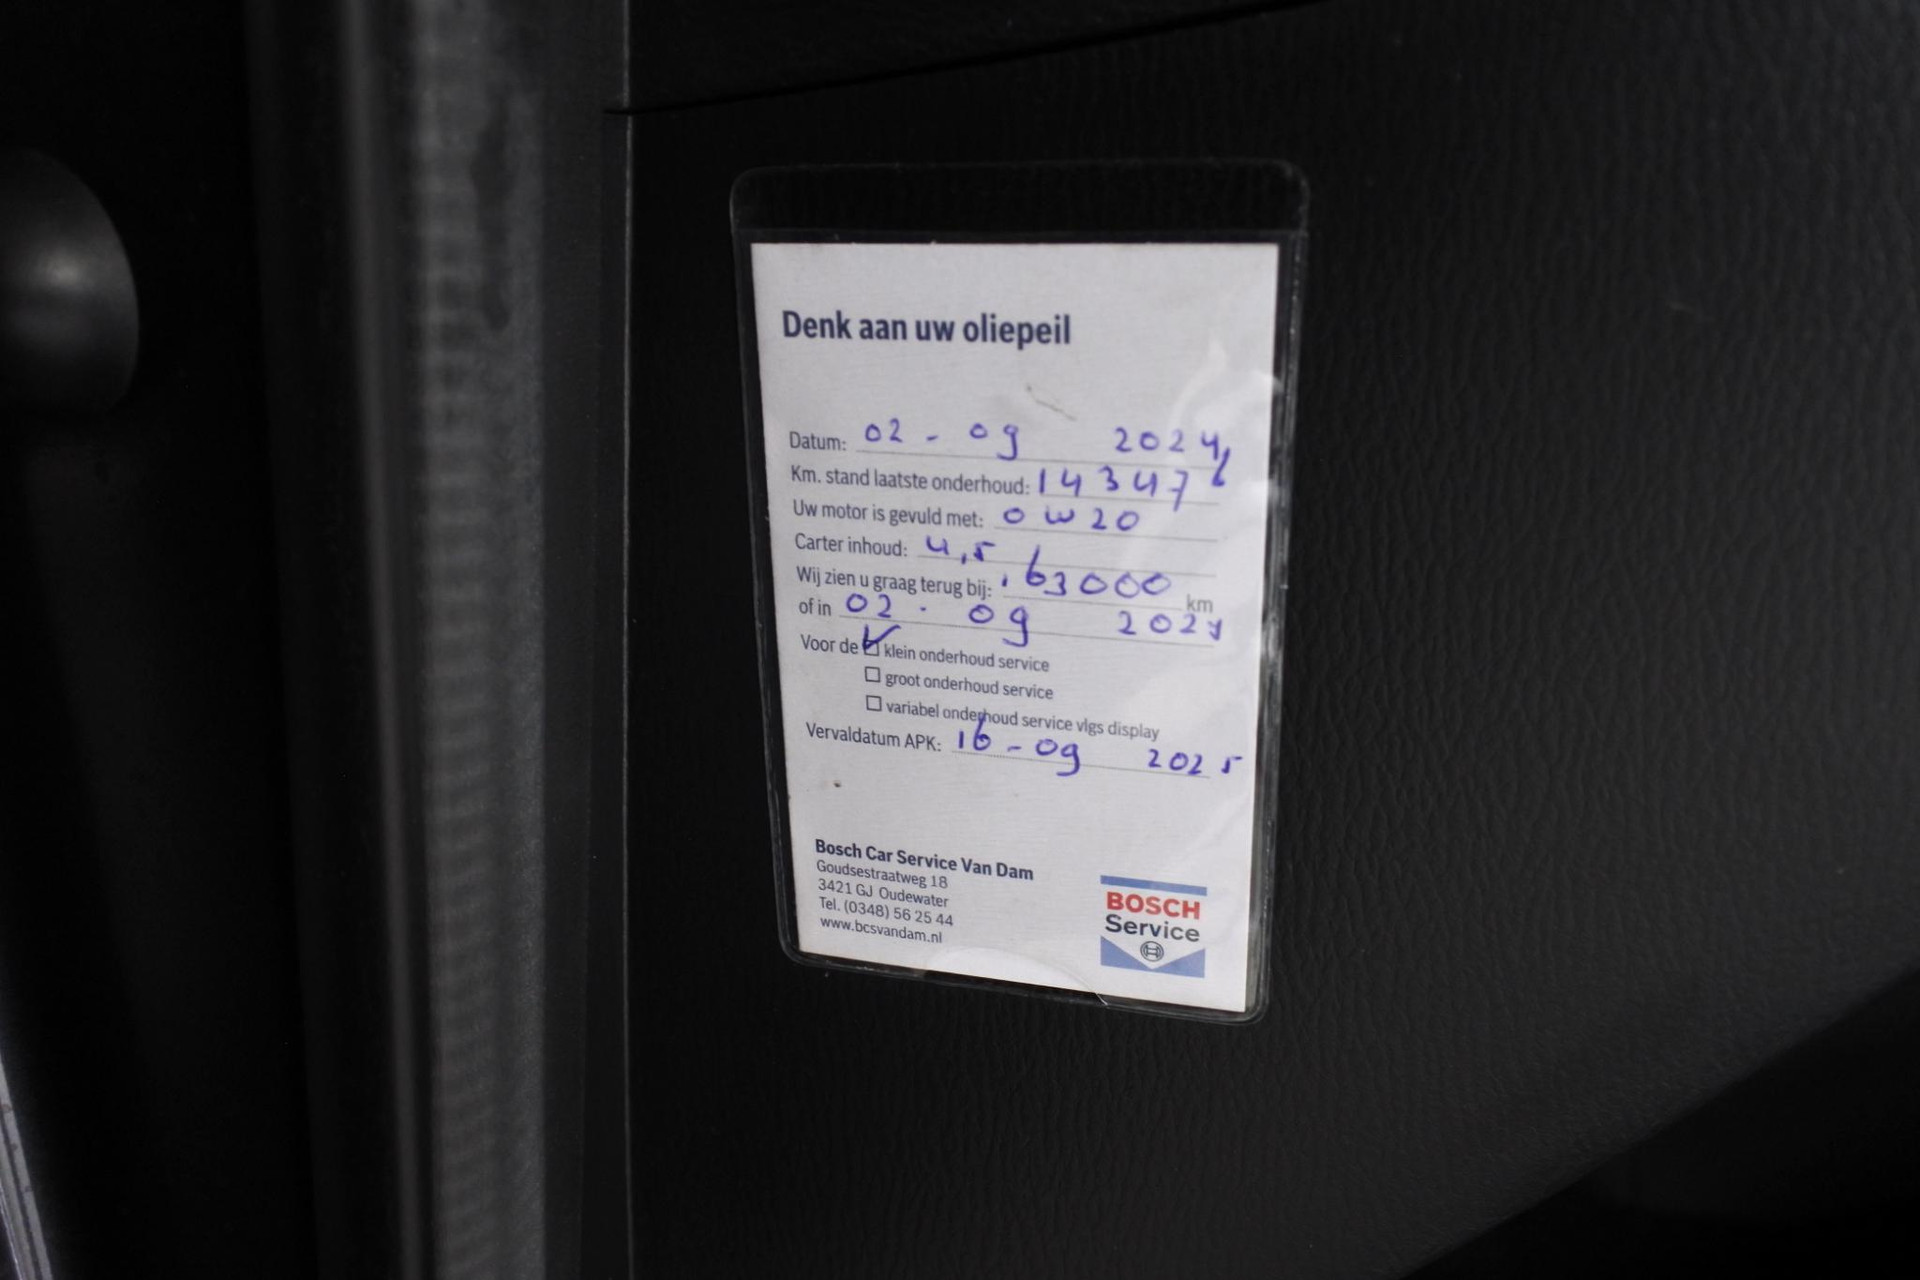 Denk aan uw oliepeil
Datum: 02 - 09 2024
Km. stand laatste onderhoud: 143476
Uw motor is gevuld met: 0W20
Carter inhoud: 4,5
Wij zien u graag terug bij: 163000 km
of in 02 . 09
Voor de klein onderhoud service
groot onderhoud service
variabel onderhoud service vlgs display
Vervaldatum APK: 16 - 09 2025
Bosch Car Service Van Dam
Goudsestraatweg 18
3421 GJ Oudewater
Tel. (0348) 56 25 44
www.bcsvandam.nl
BOSCH
Service